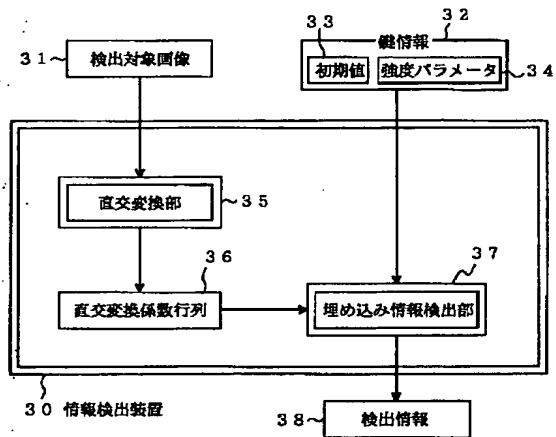 33
32
鍵情報
31
検出対象画像
初期値
強度パラメータ
34
直交変換部
35
36
37
直交変換係数行列
埋め込み情報検出部
30 情報検出装置
38
検出情報